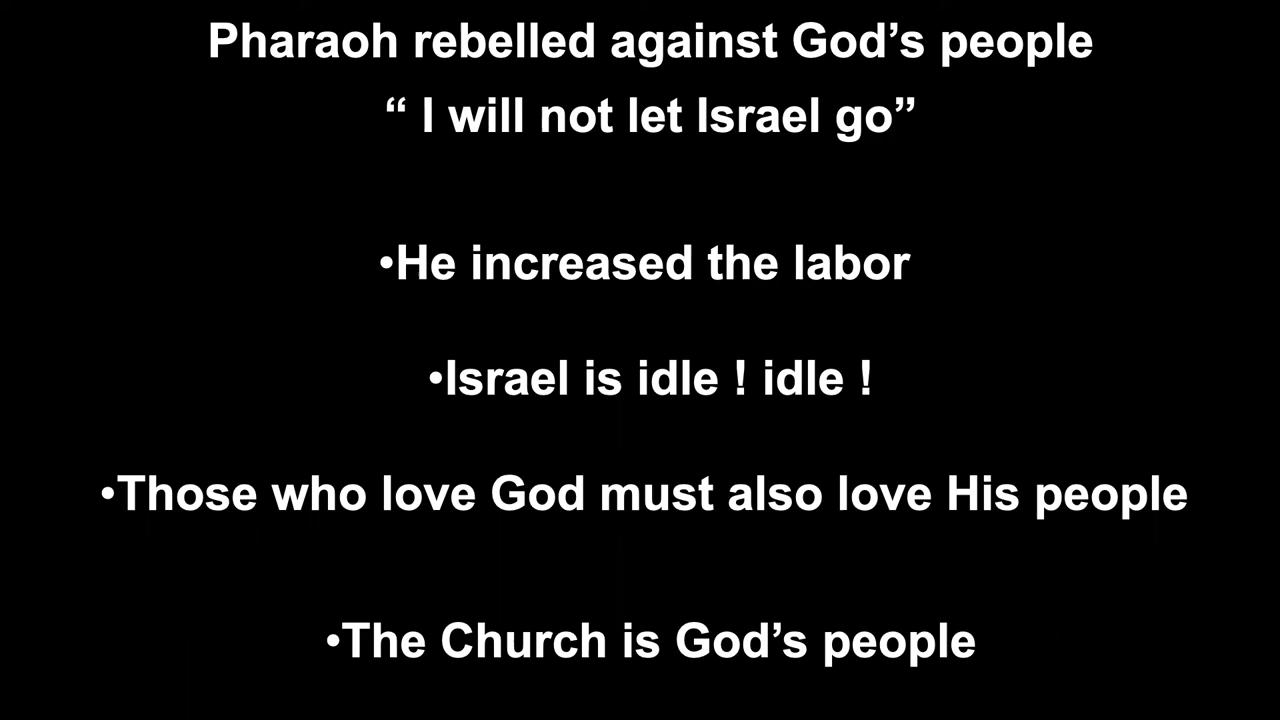 Pharaoh rebelled against God’s people
“ I will not let Israel go”
•He increased the labor
•Israel is idle ! idle !
•Those who love God must also love His people
•The Church is God’s people